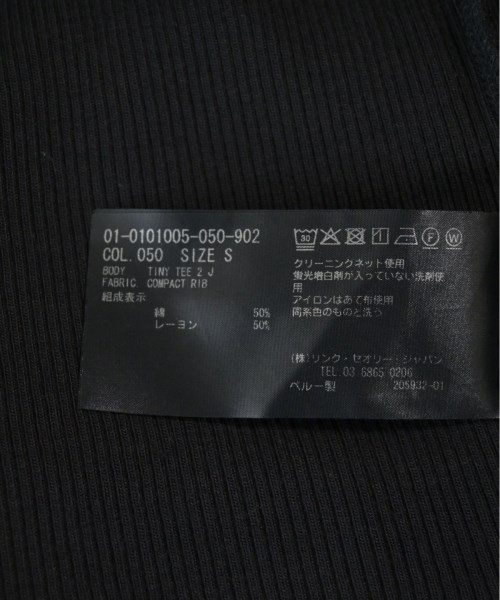 01-0101005-050-902
COL.050 SIZE S
BODY TINY TEE 2 J
FABRIC COMPACT RIB
組成表示
綿 50%
レーヨン 50%
30 F W
クリーニングネット使用
蛍光増白剤が入っていない洗剤使
用
アイロンはあて布使用
同系色のものと洗う
(株)リンク・セオリー・ジャパン
TEL.03 6865 0206
ペルー製 205932-01